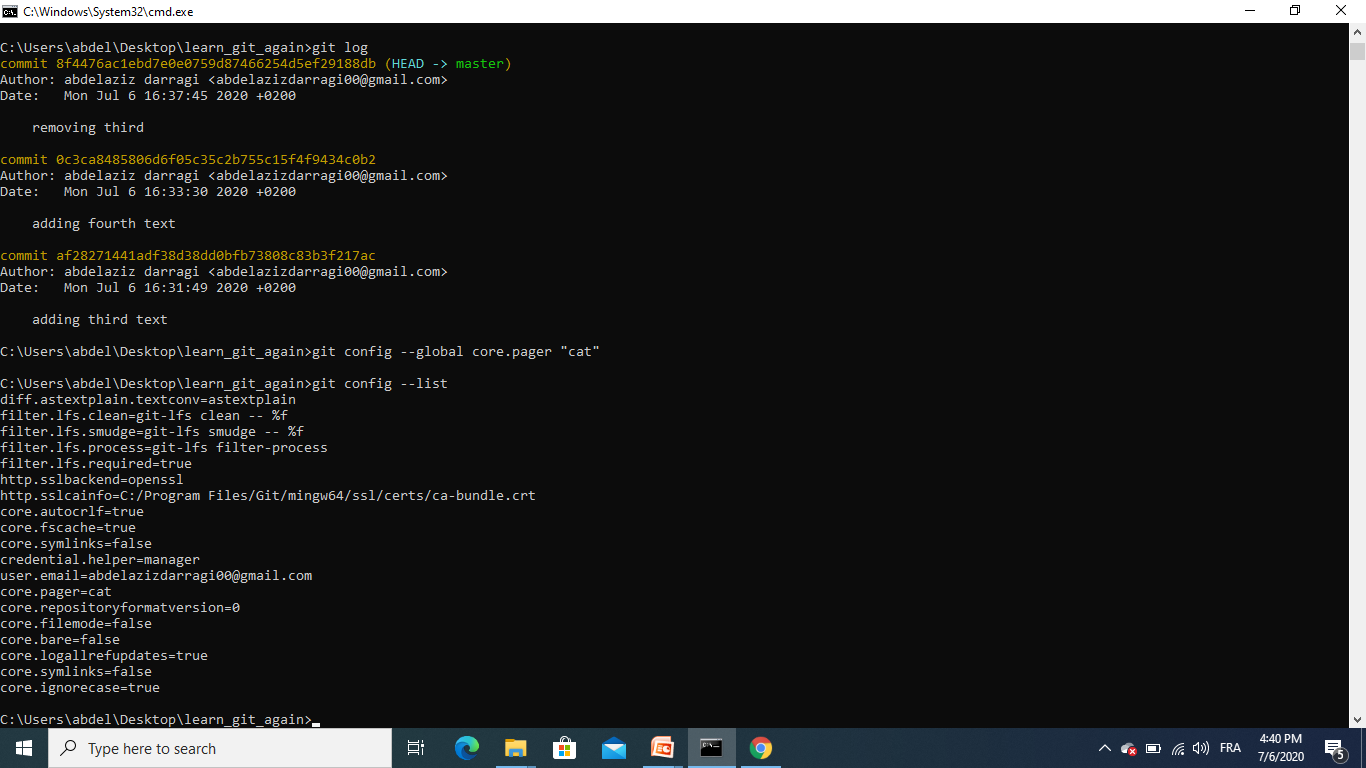 C:\Windows\System32\cmd.exe
C:\Users\abdel\Desktop\learn_git_again>git log
commit 8f4476ac1ebd7e0e0759d87466254d5ef29188db (HEAD -> master)
Author: abdelaziz darragi <abdelazizdarragi00@gmail.com>
Date:   Mon Jul 6 16:37:45 2020 +0200
    removing third
commit 0c3ca8485806d6f05c35c2b755c15f4f9434c0b2
Author: abdelaziz darragi <abdelazizdarragi00@gmail.com>
Date:   Mon Jul 6 16:33:30 2020 +0200
    adding fourth text
commit af28271441adf38d38dd0bfb73808c83b3f217ac
Author: abdelaziz darragi <abdelazizdarragi00@gmail.com>
Date:   Mon Jul 6 16:31:49 2020 +0200
    adding third text
C:\Users\abdel\Desktop\learn_git_again>git config --global core.pager "cat"
C:\Users\abdel\Desktop\learn_git_again>git config --list
diff.astextplain.textconv=astextplain
filter.lfs.clean=git-lfs clean -- %f
filter.lfs.smudge=git-lfs smudge -- %f
filter.lfs.process=git-lfs filter-process
filter.lfs.required=true
http.sslbackend=openssl
http.sslcainfo=C:/Program Files/Git/mingw64/ssl/certs/ca-bundle.crt
core.autocrlf=true
core.fscache=true
core.symlinks=false
credential.helper=manager
user.email=abdelazizdarragi00@gmail.com
core.pager=cat
core.repositoryformatversion=0
core.filemode=false
core.bare=false
core.logallrefupdates=true
core.symlinks=false
core.ignorecase=true
C:\Users\abdel\Desktop\learn_git_again>
Type here to search
FRA
4:40 PM
7/6/2020
5